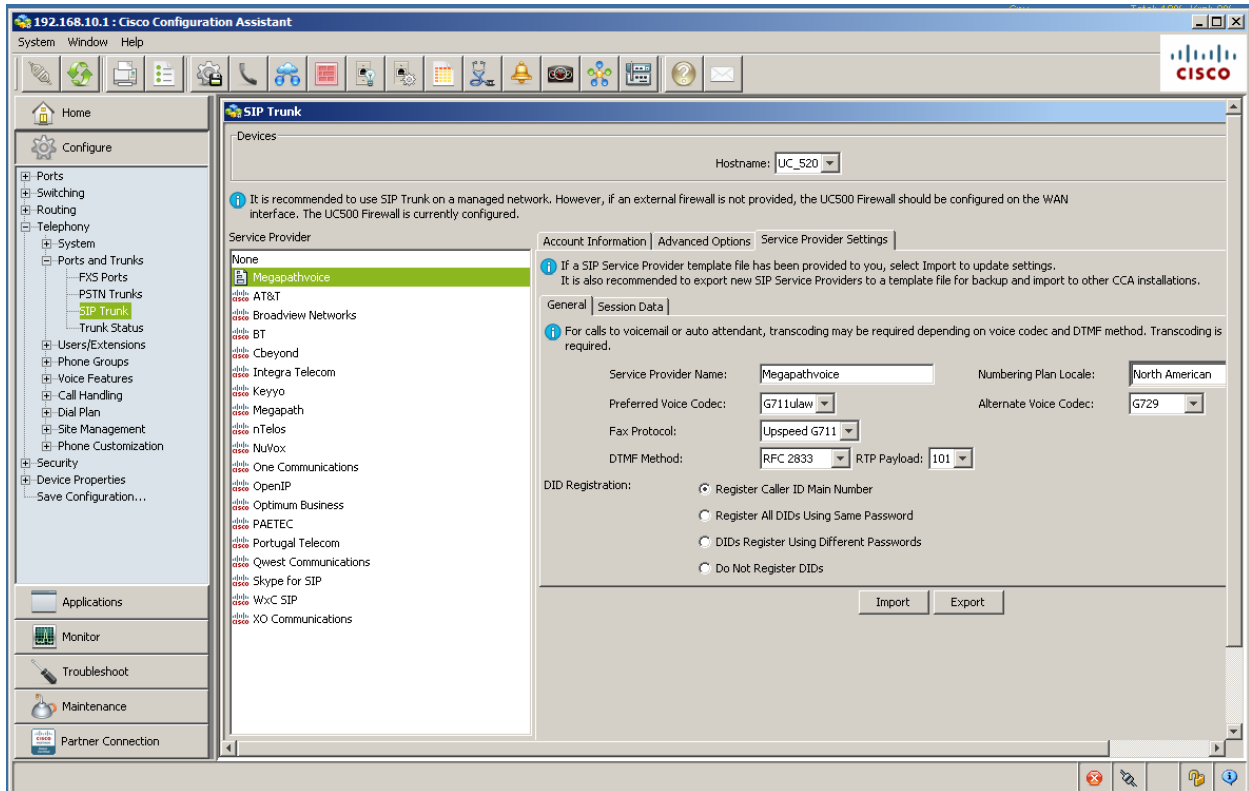 192.168.10.1 : Cisco Configuration Assistant
System Window Help
CISCO
Home
Configure
Ports
Switching
Routing
Telephony
System
Ports and Trunks
FXS Ports
PSTN Trunks
SIP Trunk
Trunk Status
Users/Extensions
Phone Groups
Voice Features
Call Handling
Dial Plan
Site Management
Phone Customization
Security
Device Properties
Save Configuration...
Applications
Monitor
Troubleshoot
Maintenance
Partner Connection
SIP Trunk
Devices
Hostname: UC_520
It is recommended to use SIP Trunk on a managed network. However, if an external firewall is not provided, the UC500 Firewall should be configured on the WAN
interface. The UC500 Firewall is currently configured.
Service Provider
None
Megapathvoice
AT&T
Broadview Networks
BT
Cbeyond
Integra Telecom
Keyyo
Megapath
nTelos
NuVox
One Communications
OpenIP
Optimum Business
PAETEC
Portugal Telecom
Qwest Communications
Skype for SIP
WxC SIP
XO Communications
Account Information Advanced Options Service Provider Settings
If a SIP Service Provider template file has been provided to you, select Import to update settings.
It is also recommended to export new SIP Service Providers to a template file for backup and import to other CCA installations.
General Session Data
For calls to voicemail or auto attendant, transcoding may be required depending on voice codec and DTMF method. Transcoding is
required.
Service Provider Name: Megapathvoice Numbering Plan Locale: North American
Preferred Voice Codec: G711ulaw Alternate Voice Codec: G729
Fax Protocol: Upspeed G711
DTMF Method: RFC 2833 RTP Payload: 101
DID Registration: Register Caller ID Main Number
Register All DIDs Using Same Password
DIDs Register Using Different Passwords
Do Not Register DIDs
Import Export